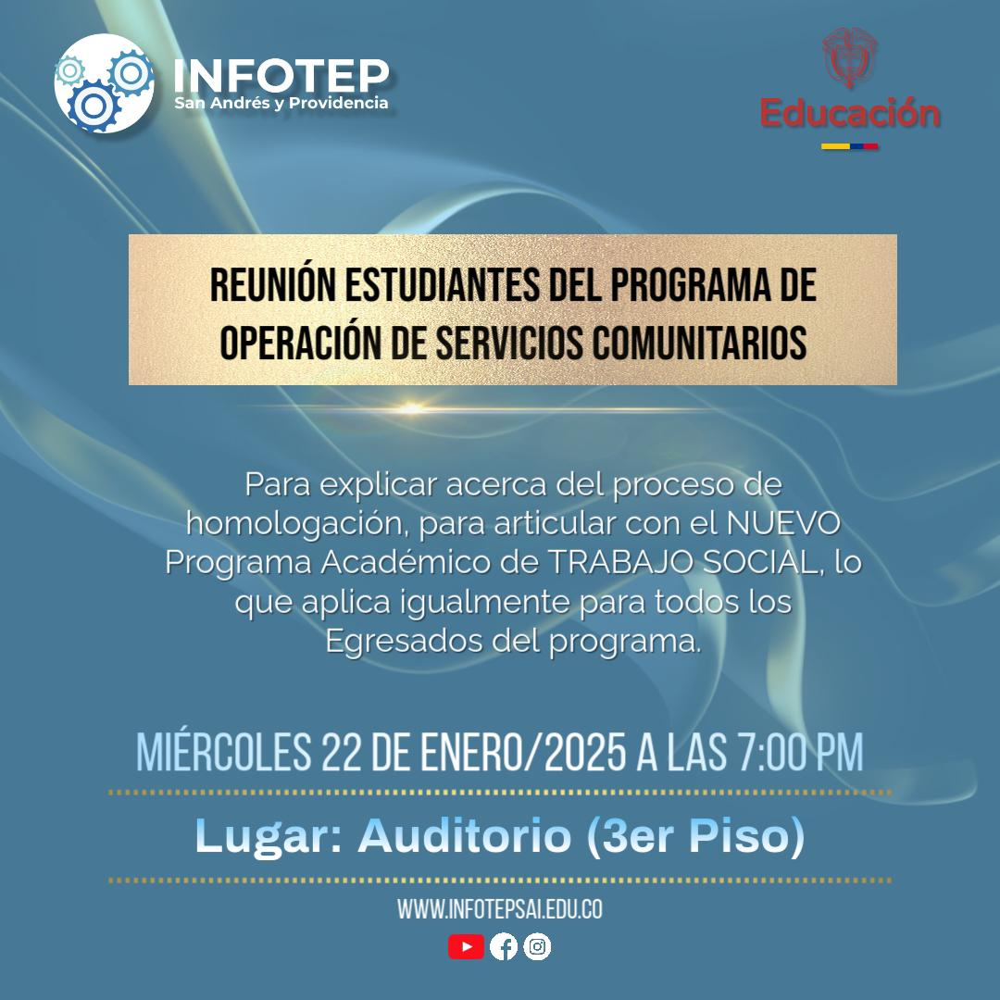 INFOTEP
San Andrés y Providencia
Educación
REUNIÓN ESTUDIANTES DEL PROGRAMA DE
OPERACIÓN DE SERVICIOS COMUNITARIOS
Para explicar acerca del proceso de
homologación, para articular con el NUEVO
Programa Académico de TRABAJO SOCIAL, lo
que aplica igualmente para todos los
Egresados del programa.
MIÉRCOLES 22 DE ENERO/2025 A LAS 7:00 PM
Lugar: Auditorio (3er Piso)
WWW.INFOTEPSAI.EDU.CO